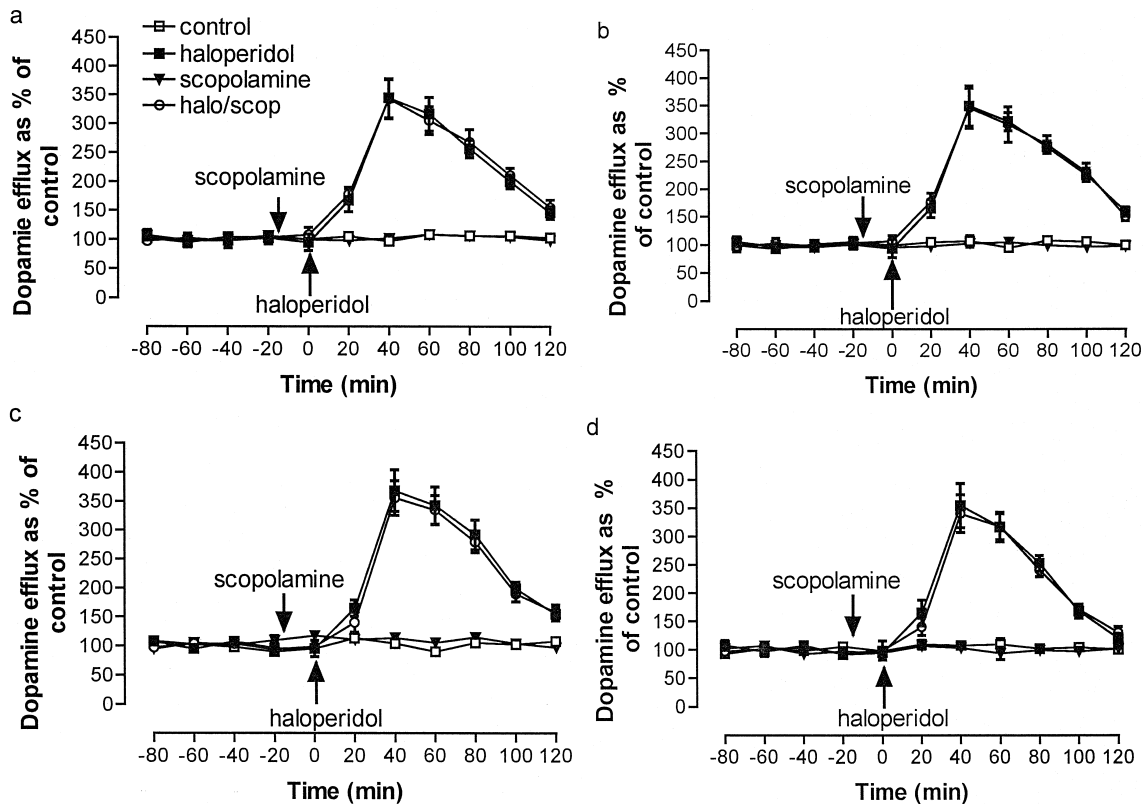 a
control
haloperidol
scopolamine
halo/scop
Dopamie efflux as % of
control
450
400
350
300
250
200
150
100
50
0
scopolamine
haloperidol
-80 -60 -40 -20 0 20 40 60 80 100 120
Time (min)
b
Dopamine efflux as %
of control
450
400
350
300
250
200
150
100
50
0
scopolamine
haloperidol
-80 -60 -40 -20 0 20 40 60 80 100 120
Time (min)
c
Dopamine efflux as % of
control
450
400
350
300
250
200
150
100
50
0
scopolamine
haloperidol
-80 -60 -40 -20 0 20 40 60 80 100 120
Time (min)
d
Dopamine efflux as %
of control
450
400
350
300
250
200
150
100
50
0
scopolamine
haloperidol
-80 -60 -40 -20 0 20 40 60 80 100 120
Time (min)